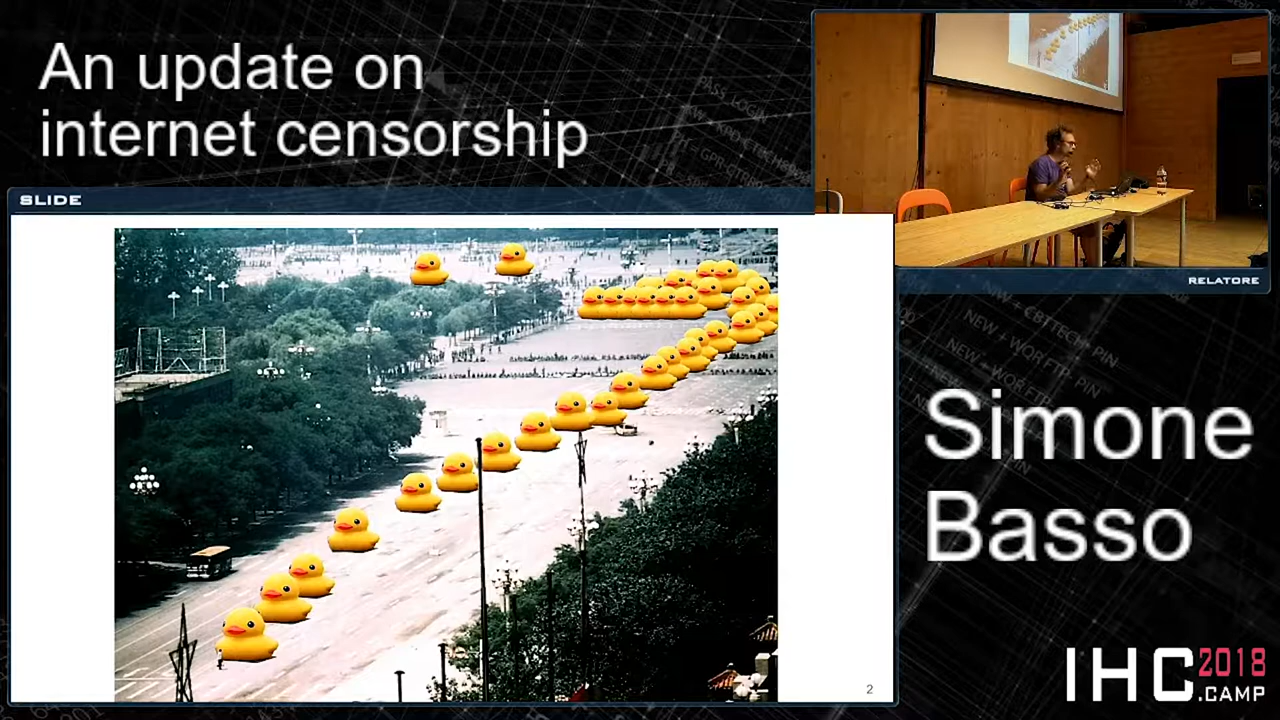 An update on
internet censorship
SLIDE
RELATORE
2
Simone
Basso
IHC 2018
.CAMP